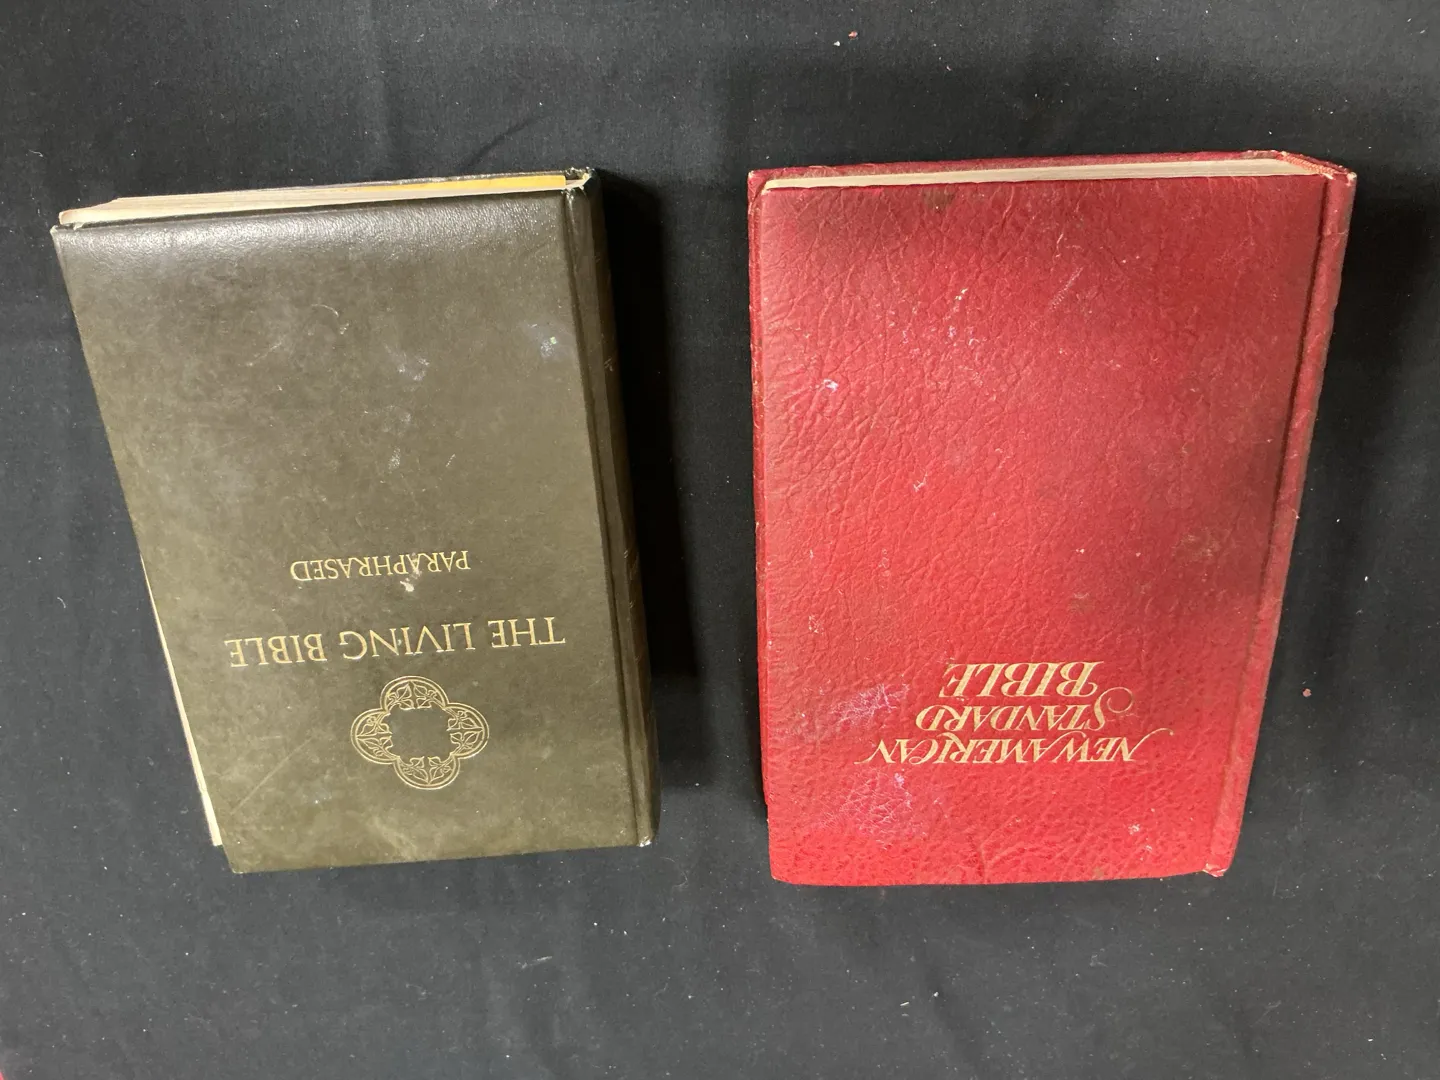 THE LIVING BIBLE
PARAPHRASED
NEW AMERICAN
STANDARD
BIBLE